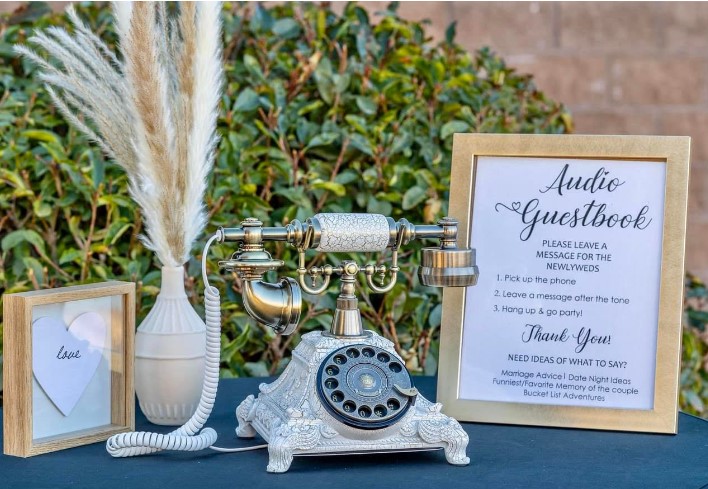 love
Audio
Guestbook
PLEASE LEAVE A
MESSAGE FOR THE
NEWLYWEDS
1. Pick up the phone
2. Leave a message after the tone
3. Hang up & go party!
Thank You!
NEED IDEAS OF WHAT TO SAY?
Marriage Advice| Date Night Ideas
Funniest/Favorite Memory of the couple
Bucket List Adventures